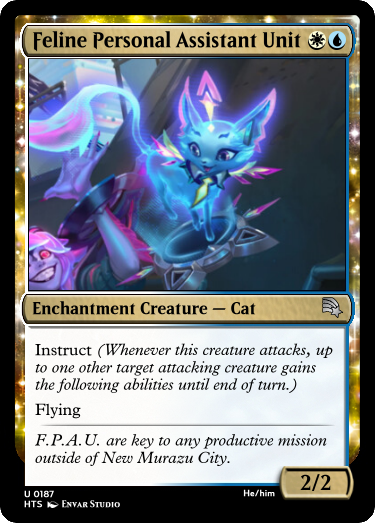 Feline Personal Assistant Unit
Enchantment Creature — Cat
Instruct (Whenever this creature attacks, up
to one other target attacking creature gains
the following abilities until end of turn.)
Flying
F.P.A.U. are key to any productive mission
outside of New Murazu City.
2/2
U 0187
He/him
HTS Envar Studio